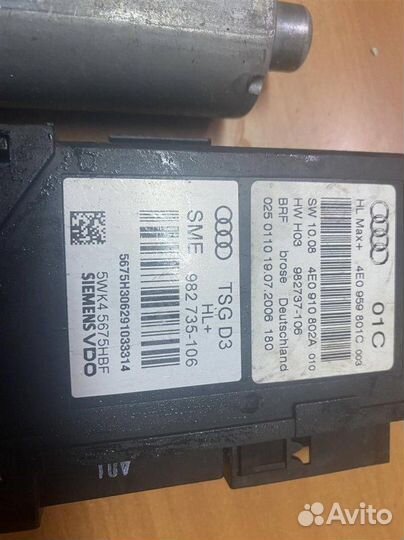 TSG D3
HL+
SME 982 735-106
5675H306291033314
5WK4 5675HBF
SIEMENS VDO
01C
HL Max+ 4E0 959 801C 003
SW 10.08 4E0 910 802A 010
HW H03 982737-106
BRF brose Deutschland
025 0110 19.07.2006 180
Avito